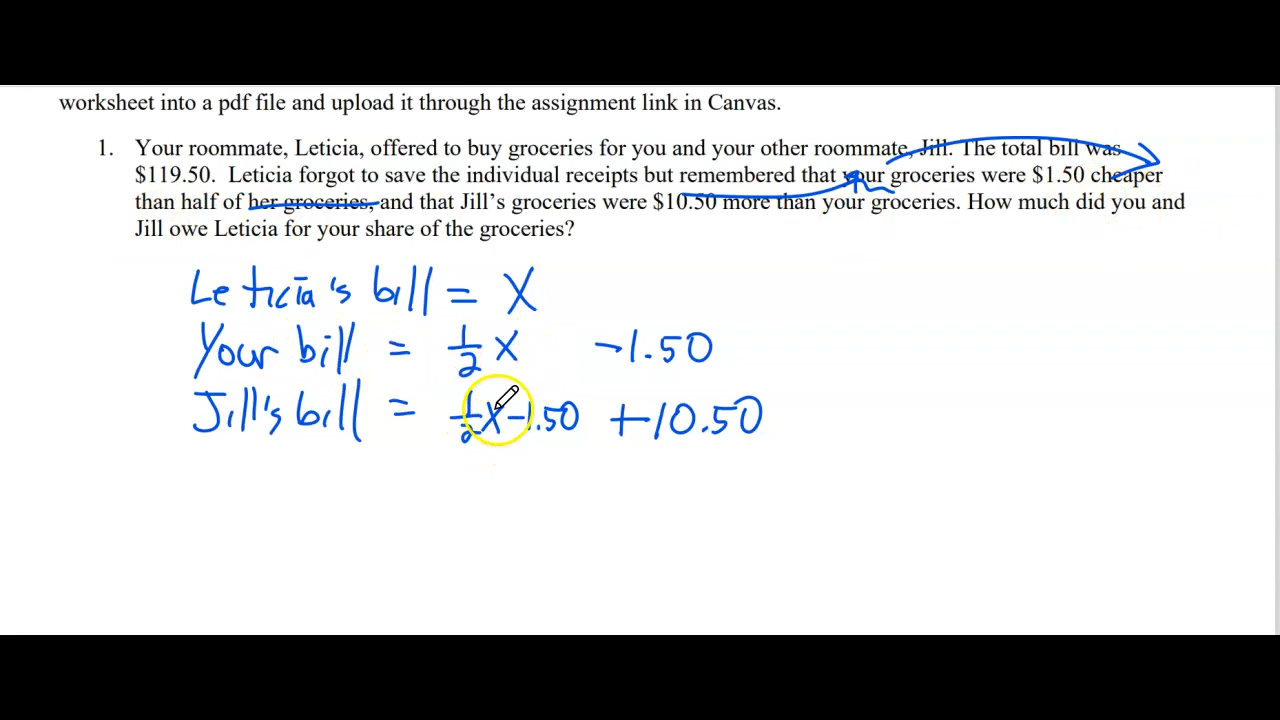 worksheet into a pdf file and upload it through the assignment link in Canvas.
1. Your roommate, Leticia, offered to buy groceries for you and your other roommate, Jill. The total bill was
$119.50. Leticia forgot to save the individual receipts but remembered that your groceries were $1.50 cheaper
than half of her groceries, and that Jill's groceries were $10.50 more than your groceries. How much did you and
Jill owe Leticia for your share of the groceries?
Leticia's bill = X
Your bill = 1/2 X - 1.50
Jill's bill = 1/2 X - 1.50 + 10.50